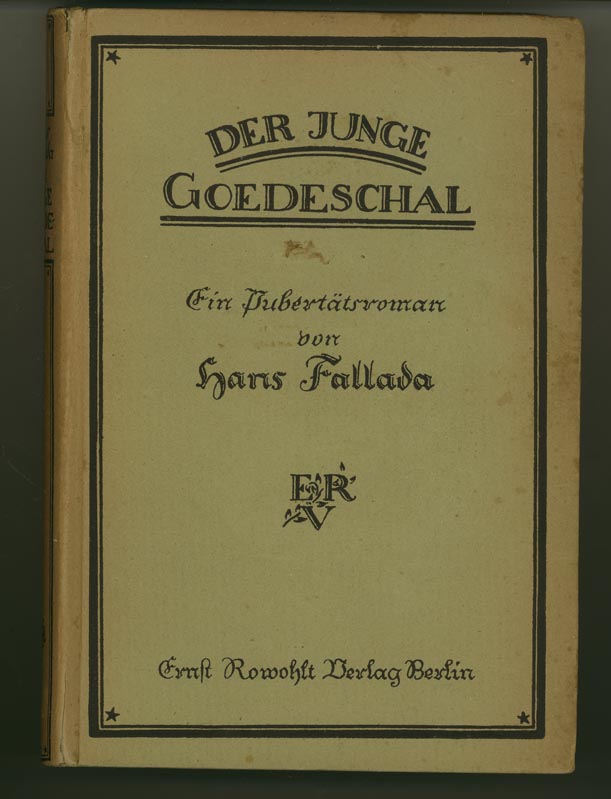 DER JUNGE
GOEDESCHAL
Ein Pubertätsroman
von
Hans Fallada
ERV
Ernst Rowohlt Verlag Berlin